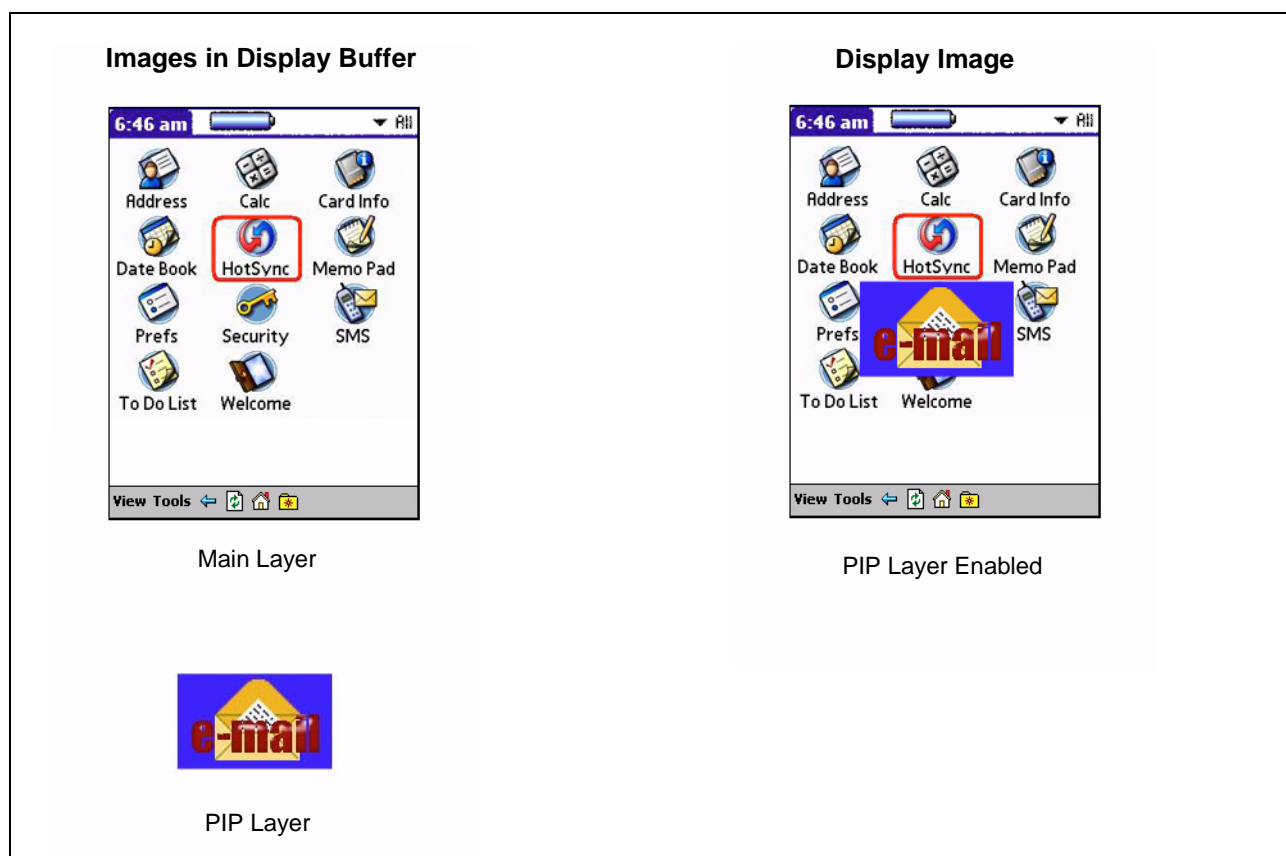 Images in Display Buffer
6:46 am
All
Address Calc Card Info
Date Book HotSync Memo Pad
Prefs Security SMS
To Do List Welcome
View Tools
Main Layer
e-mail
PIP Layer
Display Image
6:46 am
All
Address Calc Card Info
Date Book HotSync Memo Pad
Prefs SMS
e-mail
To Do List Welcome
View Tools
PIP Layer Enabled